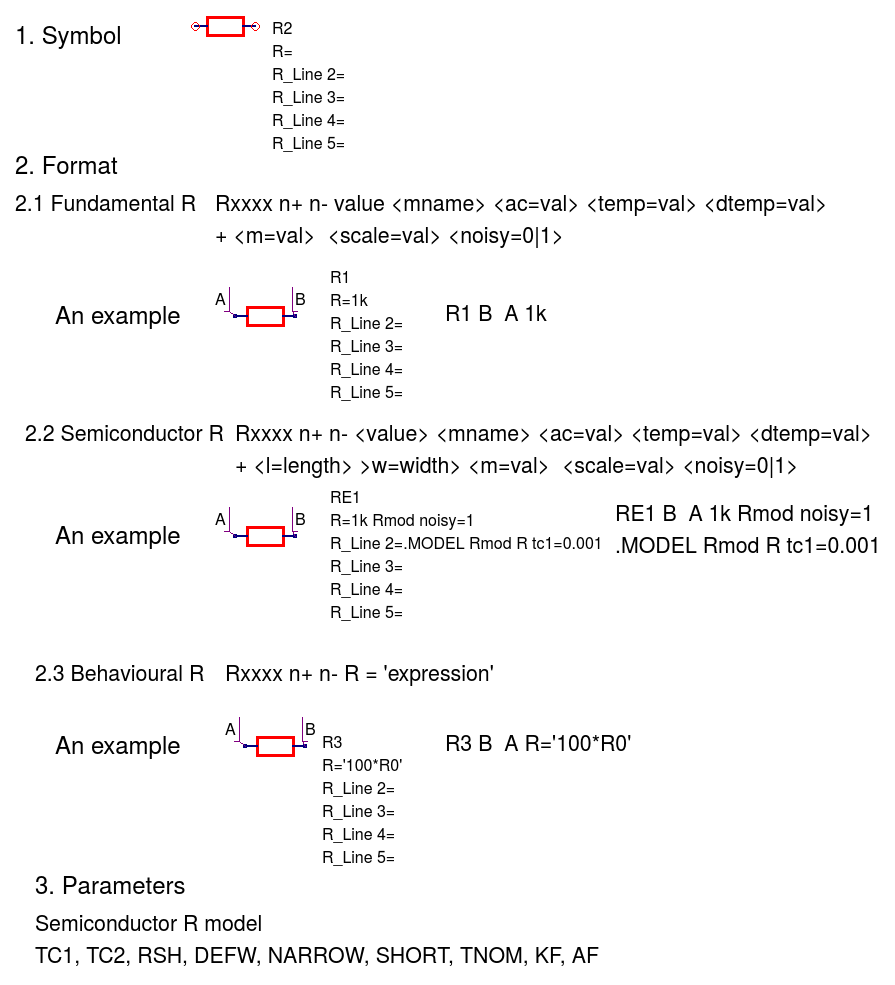 1. Symbol
R2
R=
R_Line 2=
R_Line 3=
R_Line 4=
R_Line 5=
2. Format
2.1 Fundamental R Rxxxx n+ n- value <mname> <ac=val> <temp=val> <dtemp=val>
+ <m=val> <scale=val> <noisy=0|1>
An example
A
B
R1
R=1k
R_Line 2=
R_Line 3=
R_Line 4=
R_Line 5=
R1 B A 1k
2.2 Semiconductor R Rxxxx n+ n- <value> <mname> <ac=val> <temp=val> <dtemp=val>
+ <l=length> >w=width> <m=val> <scale=val> <noisy=0|1>
An example
A
B
RE1
R=1k Rmod noisy=1
R_Line 2=.MODEL Rmod R tc1=0.001
R_Line 3=
R_Line 4=
R_Line 5=
RE1 B A 1k Rmod noisy=1
.MODEL Rmod R tc1=0.001
2.3 Behavioural R Rxxxx n+ n- R = 'expression'
An example
A
B
R3
R='100*R0'
R_Line 2=
R_Line 3=
R_Line 4=
R_Line 5=
R3 B A R='100*R0'
3. Parameters
Semiconductor R model
TC1, TC2, RSH, DEFW, NARROW, SHORT, TNOM, KF, AF